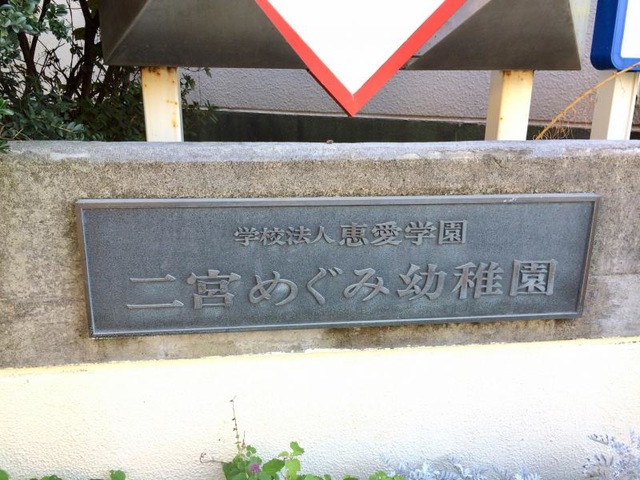 学校法人 恵愛学園
二宮めぐみ幼稚園